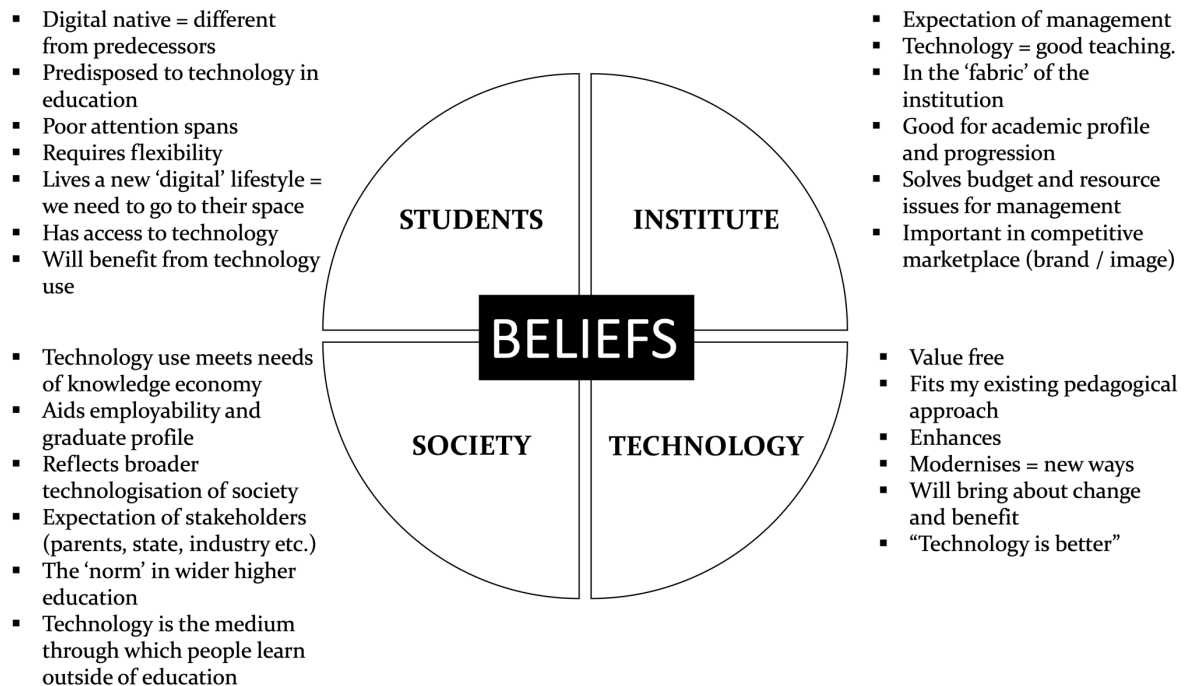 ▪ Digital native = different
from predecessors
▪ Predisposed to technology in
education
▪ Poor attention spans
▪ Requires flexibility
▪ Lives a new ‘digital’ lifestyle =
we need to go to their space
▪ Has access to technology
▪ Will benefit from technology
use
▪ Expectation of management
▪ Technology = good teaching.
▪ In the ‘fabric’ of the
institution
▪ Good for academic profile
and progression
▪ Solves budget and resource
issues for management
▪ Important in competitive
marketplace (brand / image)
STUDENTS
INSTITUTE
BELIEFS
SOCIETY
TECHNOLOGY
▪ Technology use meets needs
of knowledge economy
▪ Aids employability and
graduate profile
▪ Reflects broader
technologisation of society
▪ Expectation of stakeholders
(parents, state, industry etc.)
▪ The ‘norm’ in wider higher
education
▪ Technology is the medium
through which people learn
outside of education
▪ Value free
▪ Fits my existing pedagogical
approach
▪ Enhances
▪ Modernises = new ways
▪ Will bring about change
and benefit
▪ “Technology is better”